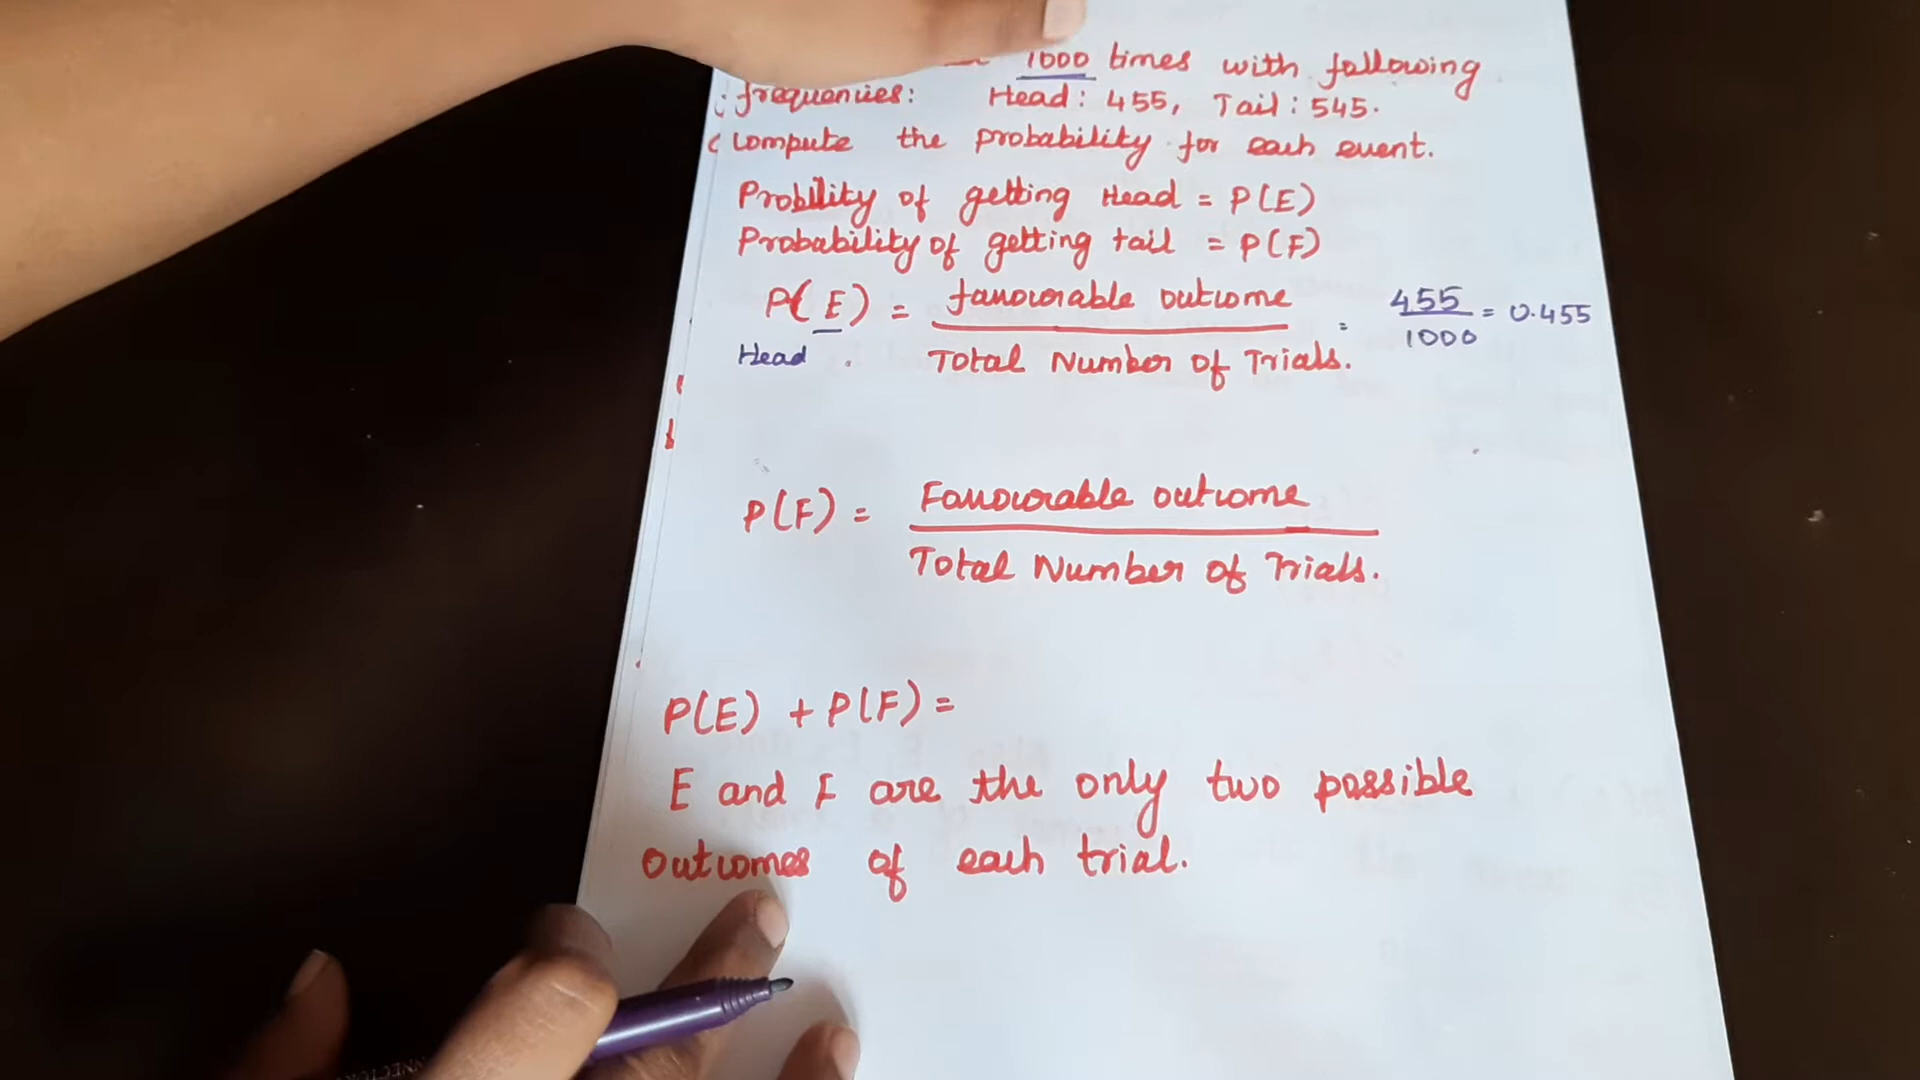 1000 times with following
frequencies: Head: 455, Tail: 545.
Compute the probability for each event.
Probllity of getting Head = P(E)
Probability of getting tail = P(F)
P(E) = favourable outcome / Total Number of Trials. = 455/1000 = 0.455
Head
P(F) = Favourable outcome / Total Number of Trials.
P(E) + P(F) =
E and F are the only two possible
outcomes of each trial.